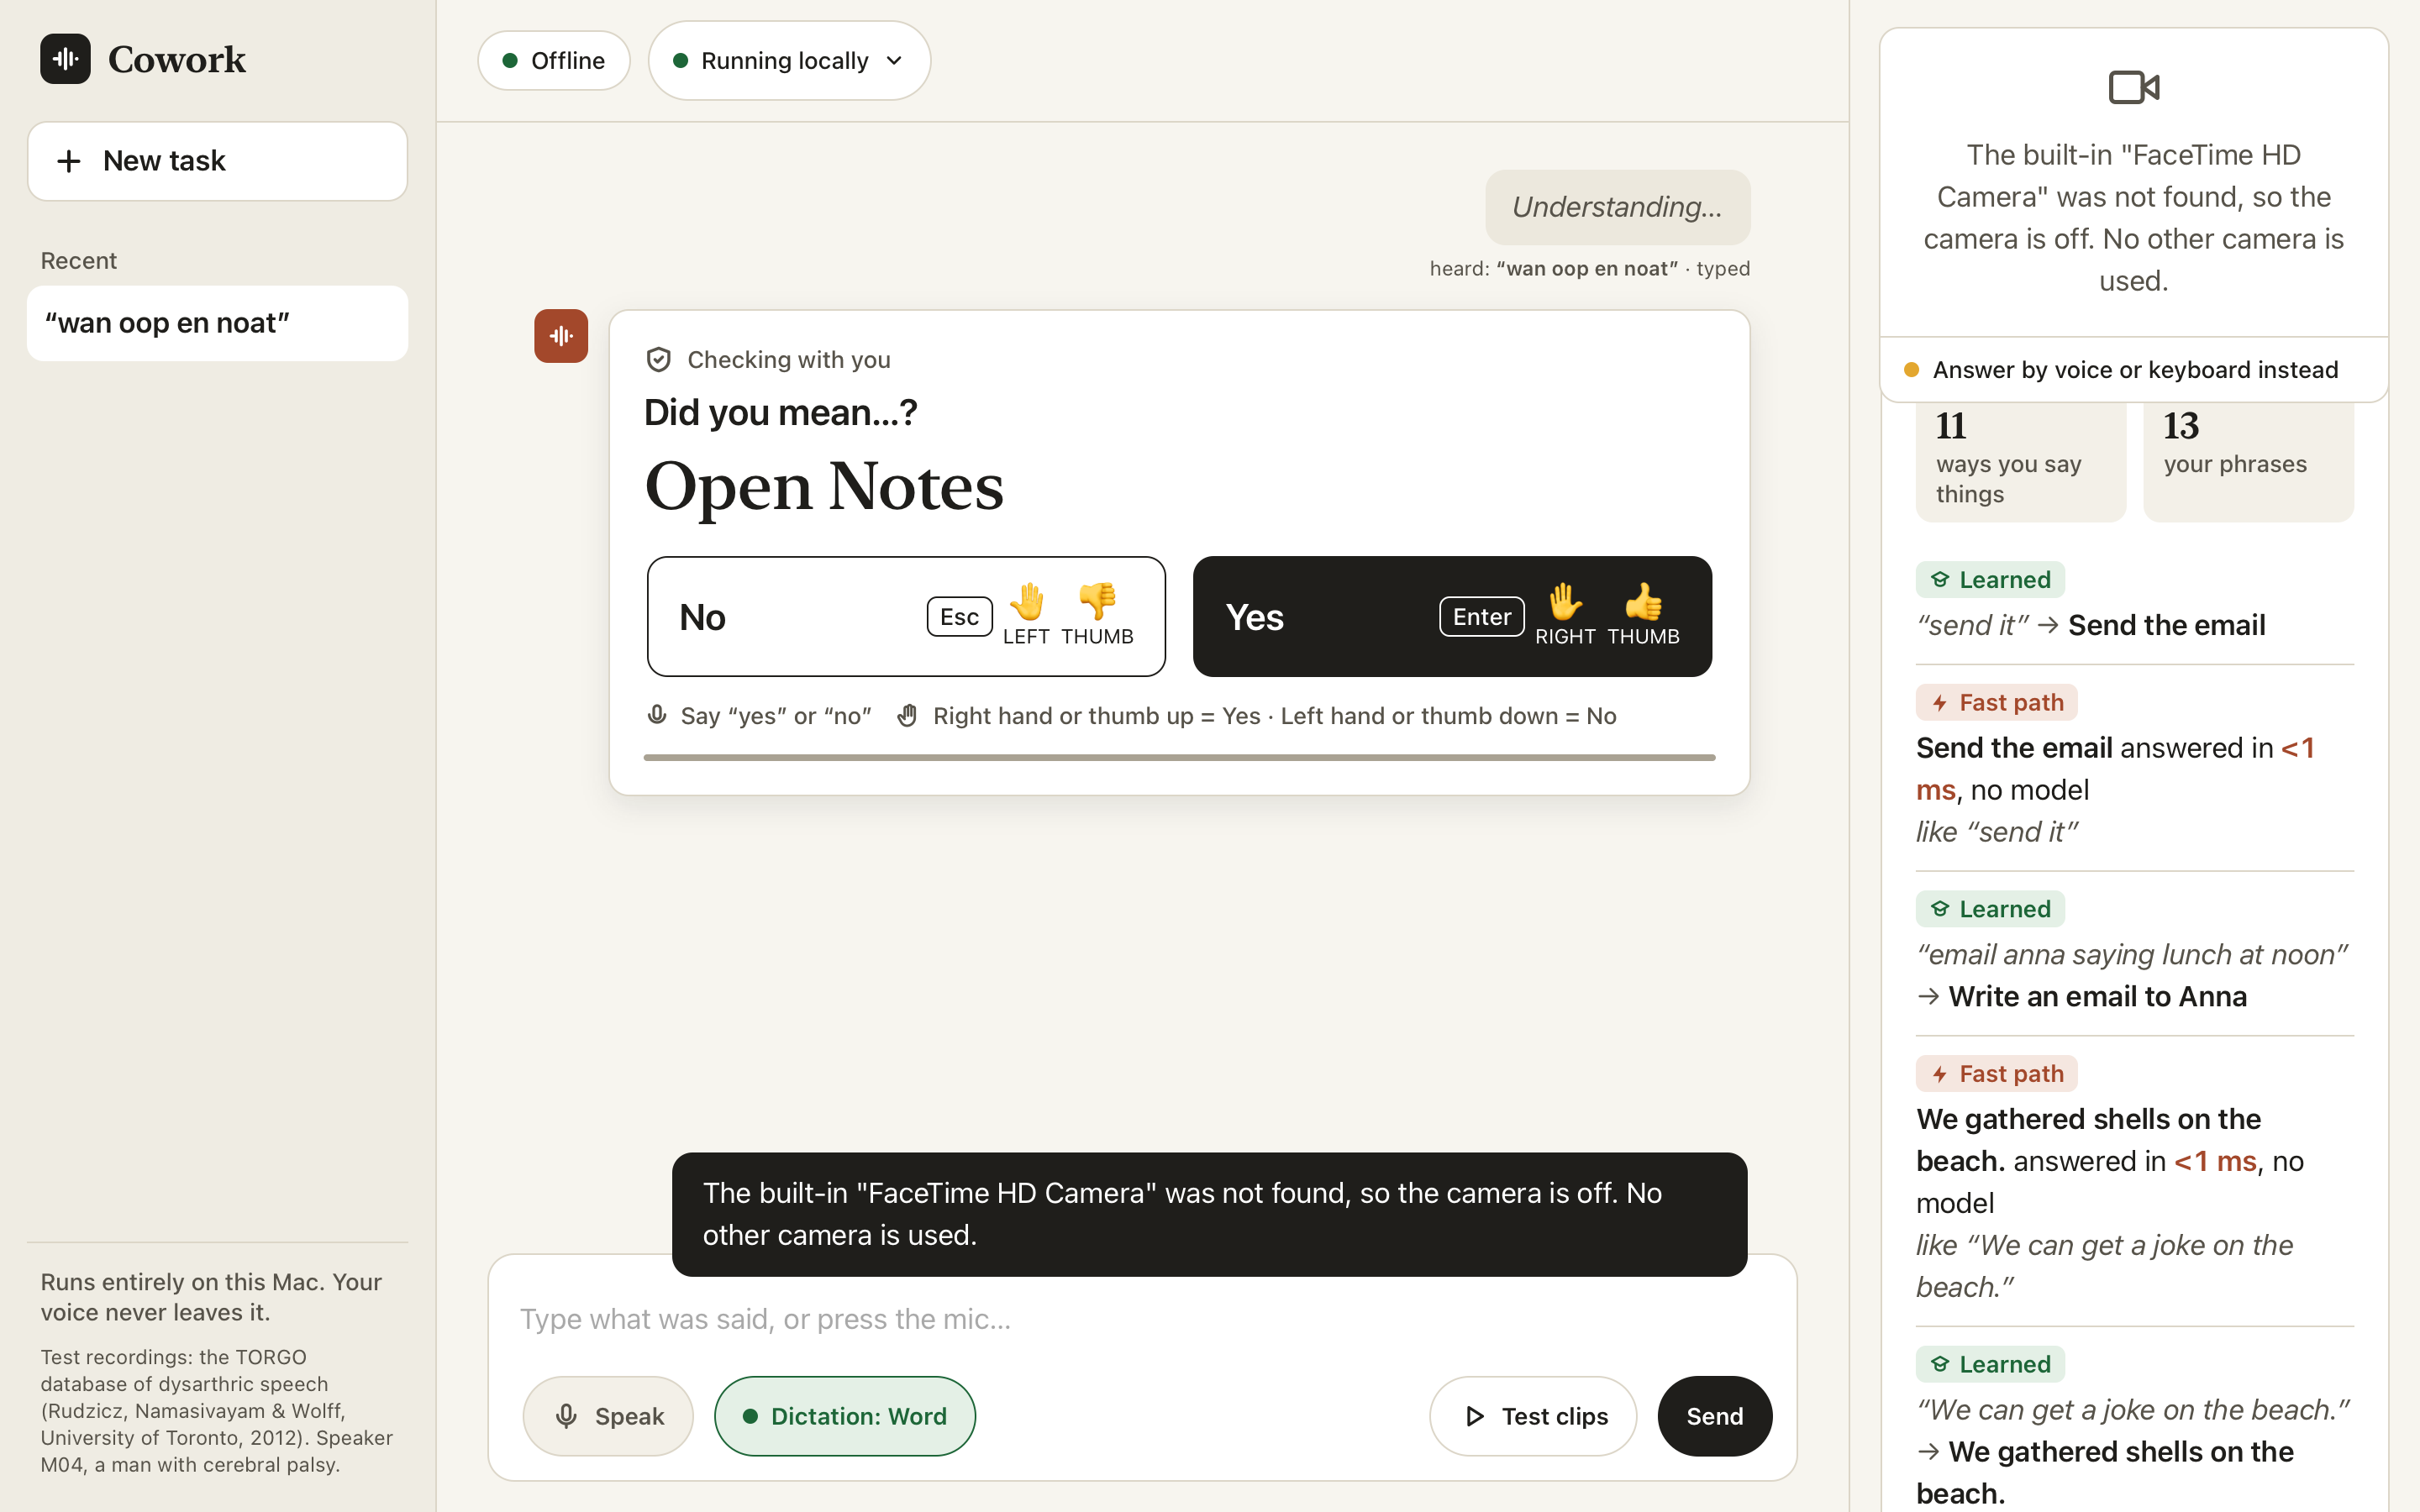 Cowork
New task
Recent
“wan oop en noat”
Runs entirely on this Mac. Your
voice never leaves it.
Test recordings: the TORGO
database of dysarthric speech
(Rudzicz, Namasivayam & Wolff,
University of Toronto, 2012). Speaker
M04, a man with cerebral palsy.
Offline
Running locally
Understanding...
heard: “wan oop en noat” · typed
Checking with you
Did you mean...?
Open Notes
No
Esc
LEFT
THUMB
Yes
Enter
RIGHT
THUMB
Say “yes” or “no”
Right hand or thumb up = Yes · Left hand or thumb down = No
The built-in "FaceTime HD Camera" was not found, so the camera is off. No
other camera is used.
Type what was said, or press the mic...
Speak
Dictation: Word
Test clips
Send
The built-in "FaceTime HD
Camera" was not found, so the
camera is off. No other camera is
used.
Answer by voice or keyboard instead
11
ways you say
things
13
your phrases
Learned
“send it” → Send the email
Fast path
Send the email answered in <1
ms, no model
like “send it”
Learned
“email anna saying lunch at noon”
→ Write an email to Anna
Fast path
We gathered shells on the
beach. answered in <1 ms, no
model
like “We can get a joke on the
beach.”
Learned
“We can get a joke on the beach.”
→ We gathered shells on the
beach.